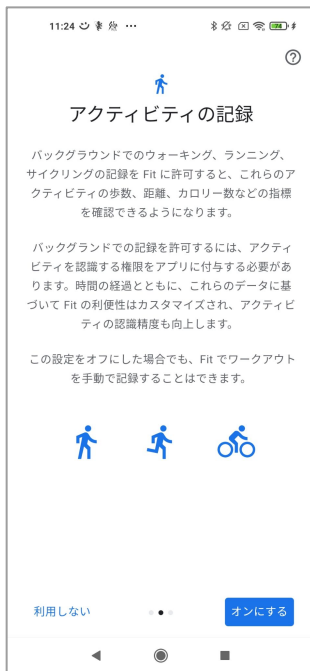 11:24
74
アクティビティの記録
バックグラウンドでのウォーキング、ランニング、
サイクリングの記録を Fit に許可すると、これらのア
クティビティの歩数、距離、カロリー数などの指標
を確認できるようになります。
バックグランドでの記録を許可するには、アクティ
ビティを認識する権限をアプリに付与する必要があ
ります。時間の経過とともに、これらのデータに基
づいて Fit の利便性はカスタマイズされ、アクティビ
ティの認識精度も向上します。
この設定をオフにした場合でも、Fit でワークアウト
を手動で記録することはできます。
利用しない
オンにする